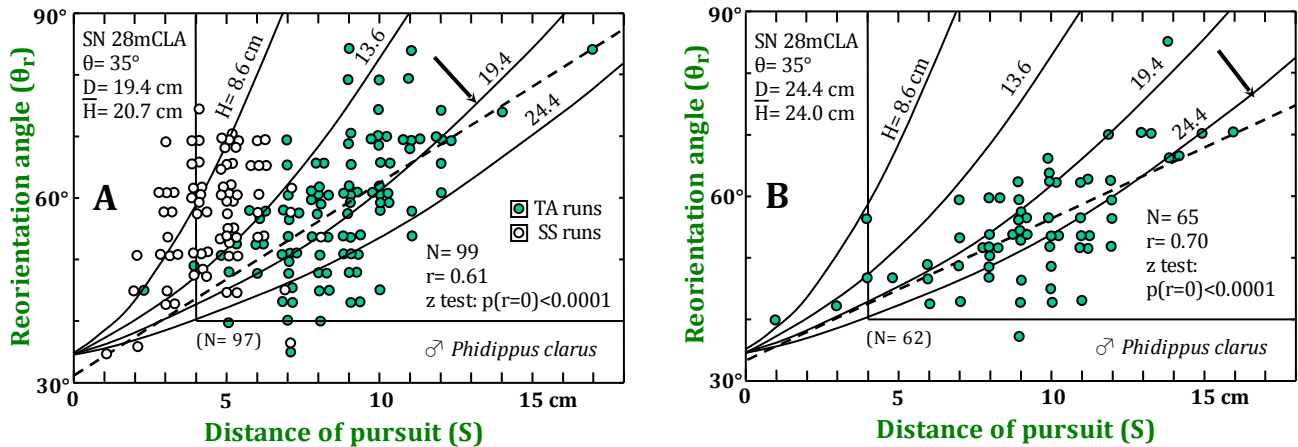 90°
60°
30°
Reorientation angle (θr)
SN 28mCLA
θ= 35°
D= 19.4 cm
H̅= 20.7 cm
H= 8.6 cm
13.6
19.4
24.4
A
TA runs
SS runs
N= 99
r= 0.61
z test: p(r=0)<0.0001
(N= 97)
♂ Phidippus clarus
0
5
10
15 cm
Distance of pursuit (S)
90°
60°
30°
Reorientation angle (θr)
SN 28mCLA
θ= 35°
D= 24.4 cm
H̅= 24.0 cm
H= 8.6 cm
13.6
19.4
24.4
B
N= 65
r= 0.70
z test:
p(r=0)<0.0001
(N= 62)
♂ Phidippus clarus
0
5
10
15 cm
Distance of pursuit (S)